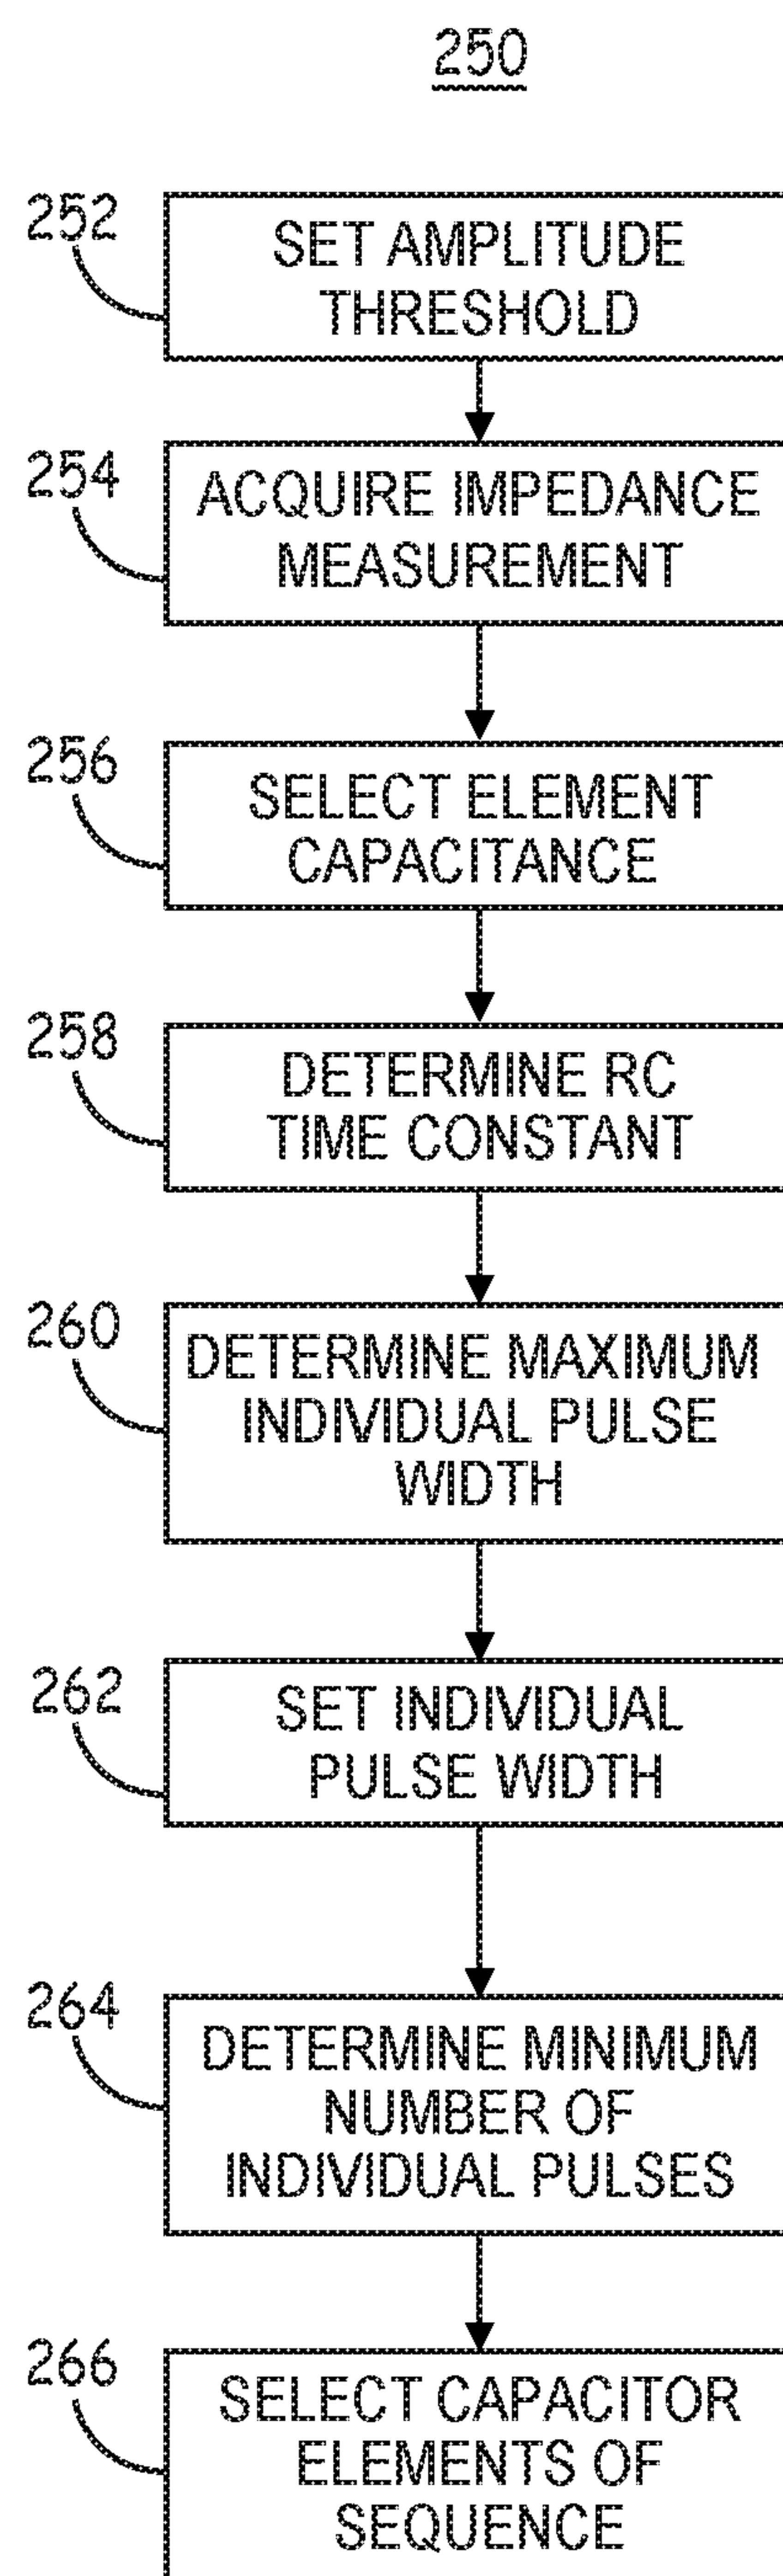 250
252
SET AMPLITUDE
THRESHOLD
254
ACQUIRE IMPEDANCE
MEASUREMENT
256
SELECT ELEMENT
CAPACITANCE
258
DETERMINE RC
TIME CONSTANT
260
DETERMINE MAXIMUM
INDIVIDUAL PULSE
WIDTH
262
SET INDIVIDUAL
PULSE WIDTH
264
DETERMINE MINIMUM
NUMBER OF
INDIVIDUAL PULSES
266
SELECT CAPACITOR
ELEMENTS OF
SEQUENCE